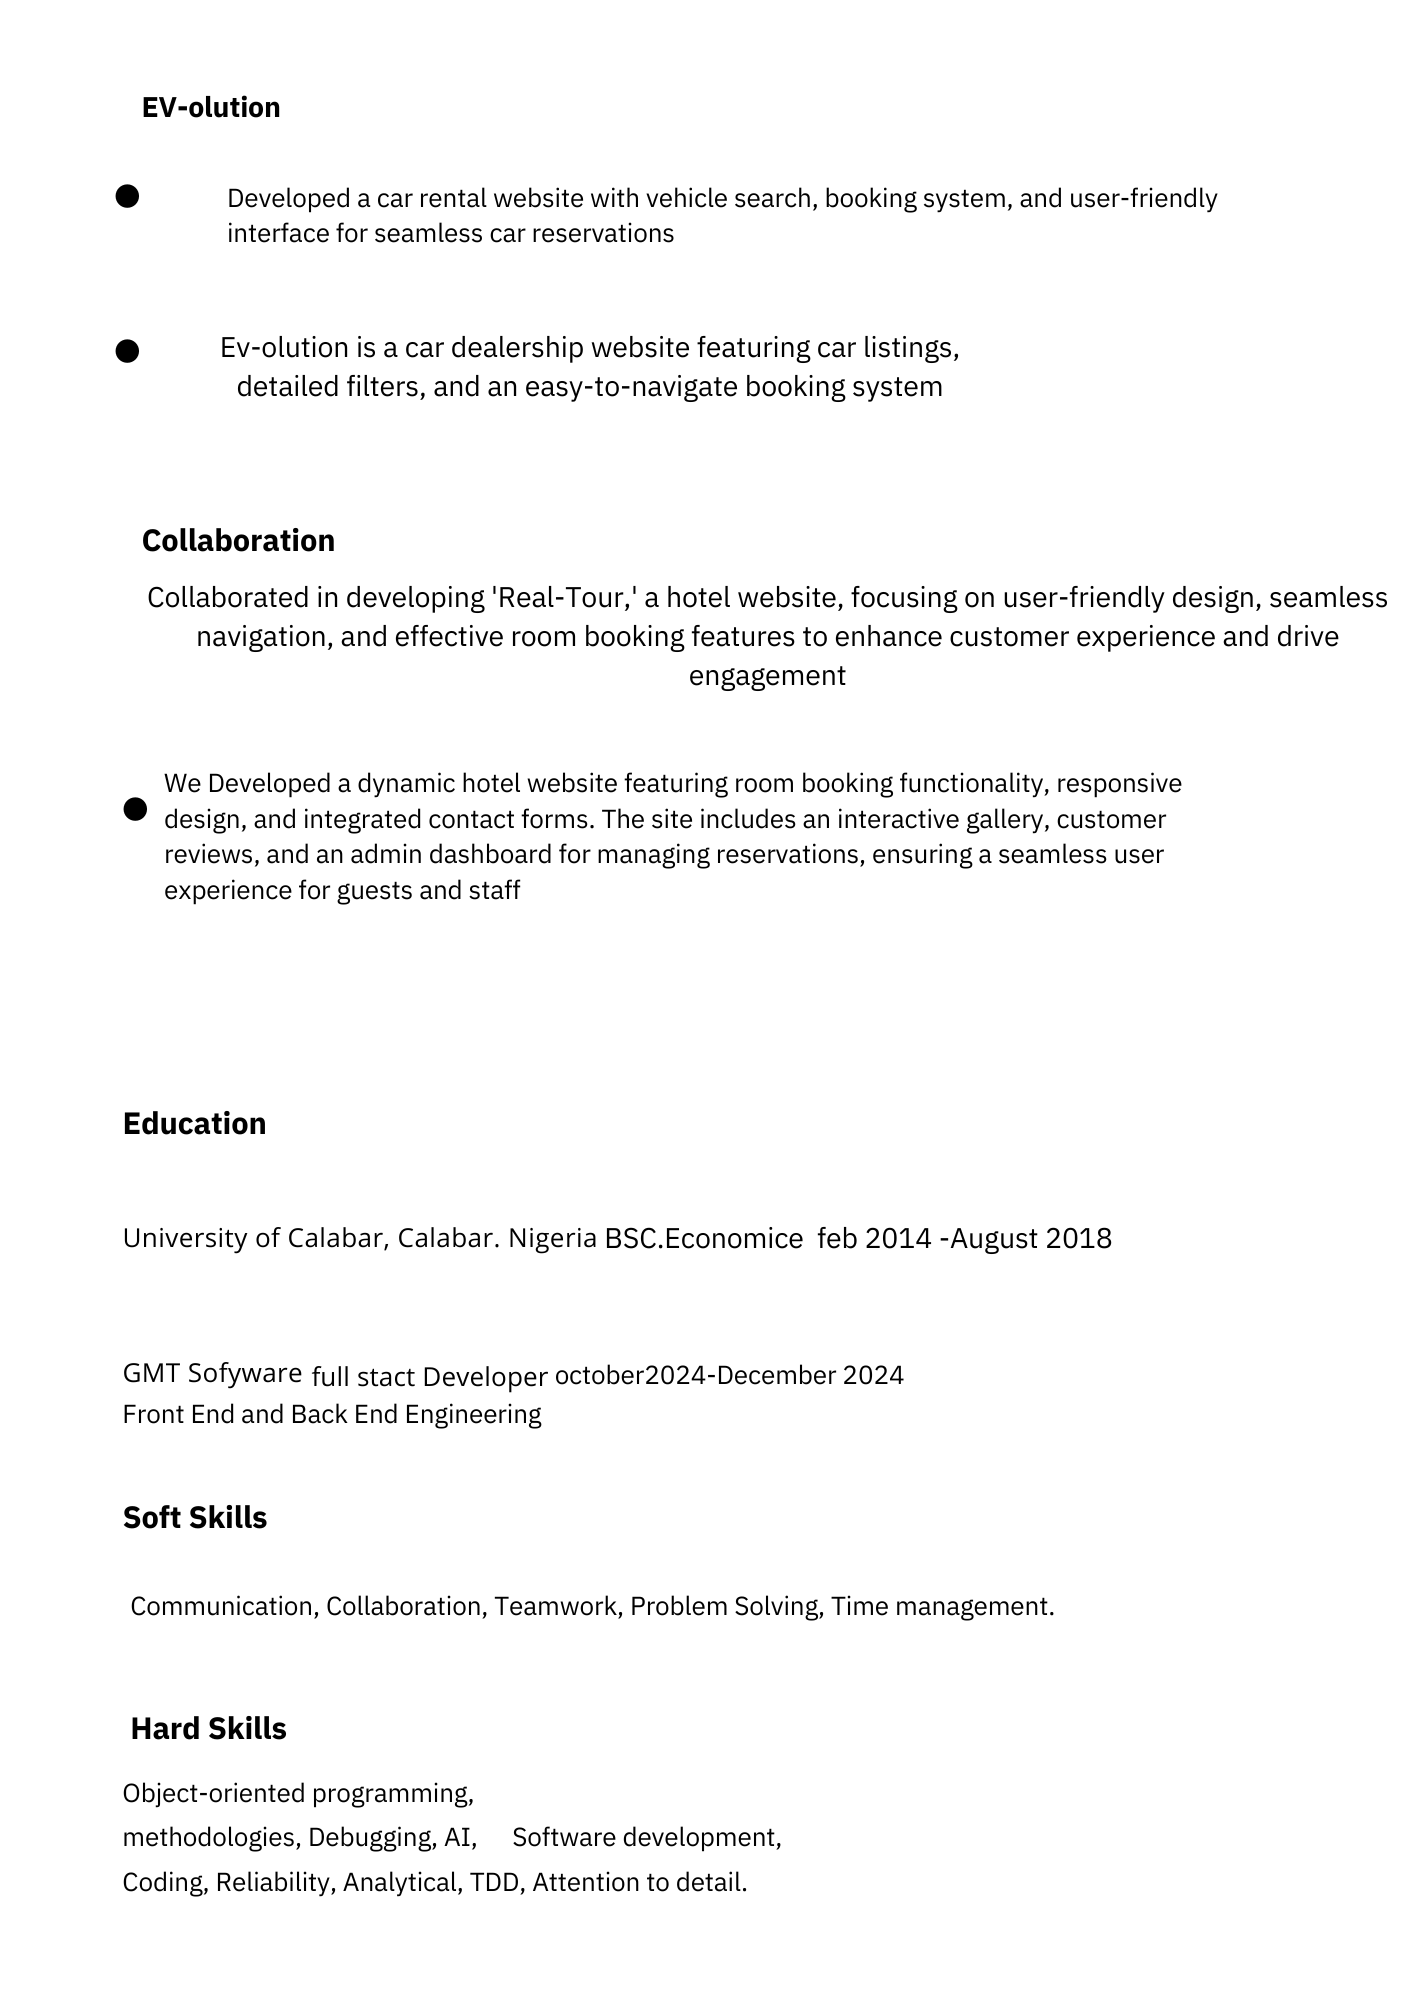 EV-olution
Developed a car rental website with vehicle search, booking system, and user-friendly
interface for seamless car reservations
Ev-olution is a car dealership website featuring car listings,
detailed filters, and an easy-to-navigate booking system
Collaboration
Collaborated in developing 'Real-Tour,' a hotel website, focusing on user-friendly design, seamless
navigation, and effective room booking features to enhance customer experience and drive
engagement
We Developed a dynamic hotel website featuring room booking functionality, responsive
design, and integrated contact forms. The site includes an interactive gallery, customer
reviews, and an admin dashboard for managing reservations, ensuring a seamless user
experience for guests and staff
Education
University of Calabar, Calabar. Nigeria BSC.Economice feb 2014 -August 2018
GMT Sofyware full stact Developer october2024-December 2024
Front End and Back End Engineering
Soft Skills
Communication, Collaboration, Teamwork, Problem Solving, Time management.
Hard Skills
Object-oriented programming,
methodologies, Debugging, AI, Software development,
Coding, Reliability, Analytical, TDD, Attention to detail.